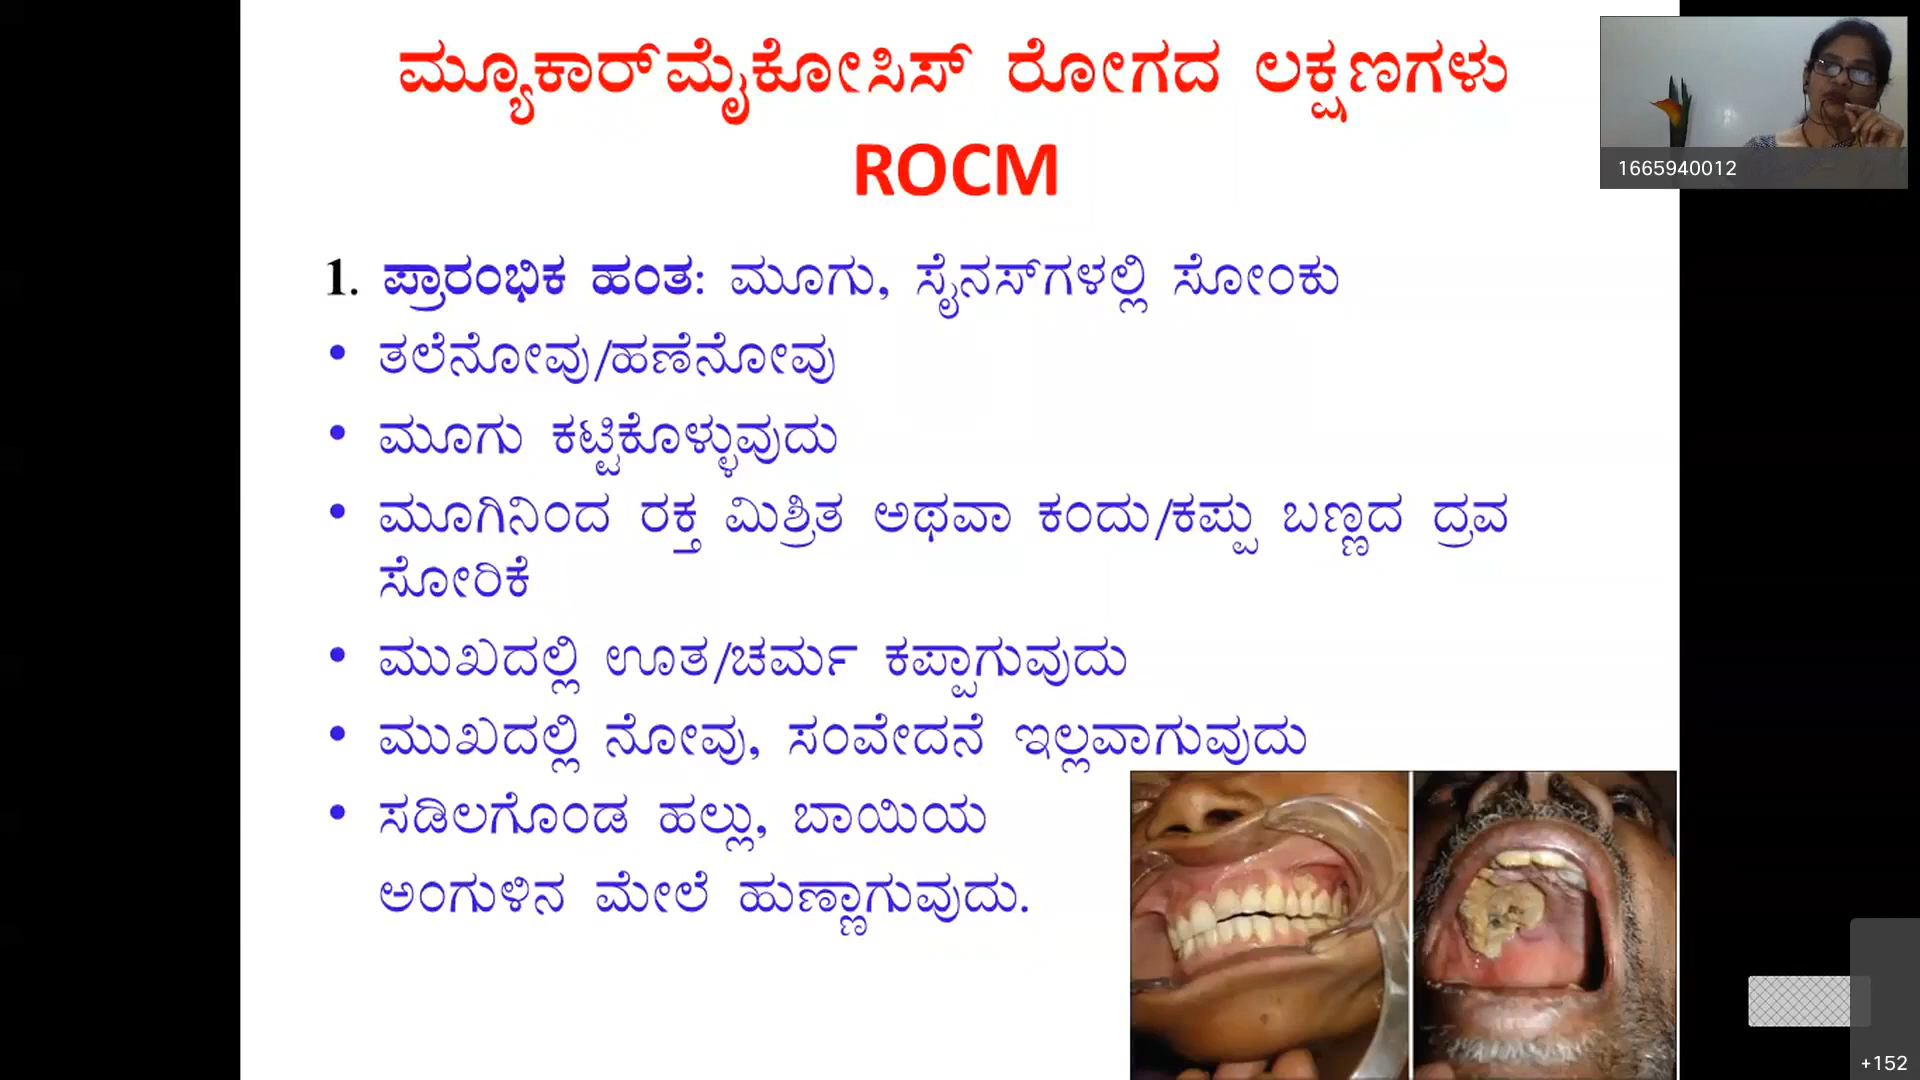 ಮ್ಯೂಕಾರ್‌ಮೈಕೋಸಿಸ್ ರೋಗದ ಲಕ್ಷಣಗಳು
ROCM
1. ಪ್ರಾರಂಭಿಕ ಹಂತ: ಮೂಗು, ಸೈನಸ್‌ಗಳಲ್ಲಿ ಸೋಂಕು
• ತಲೆನೋವು/ಹಣೆನೋವು
• ಮೂಗು ಕಟ್ಟಿಕೊಳ್ಳುವುದು
• ಮೂಗಿನಿಂದ ರಕ್ತ ಮಿಶ್ರಿತ ಅಥವಾ ಕಂದು/ಕಪ್ಪು ಬಣ್ಣದ ದ್ರವ
ಸೋರಿಕೆ
• ಮುಖದಲ್ಲಿ ಊತ/ಚರ್ಮ ಕಪ್ಪಾಗುವುದು
• ಮುಖದಲ್ಲಿ ನೋವು, ಸಂವೇದನೆ ಇಲ್ಲವಾಗುವುದು
• ಸಡಿಲಗೊಂಡ ಹಲ್ಲು, ಬಾಯಿಯ
ಅಂಗುಳಿನ ಮೇಲೆ ಹುಣ್ಣಾಗುವುದು.
1665940012
+152